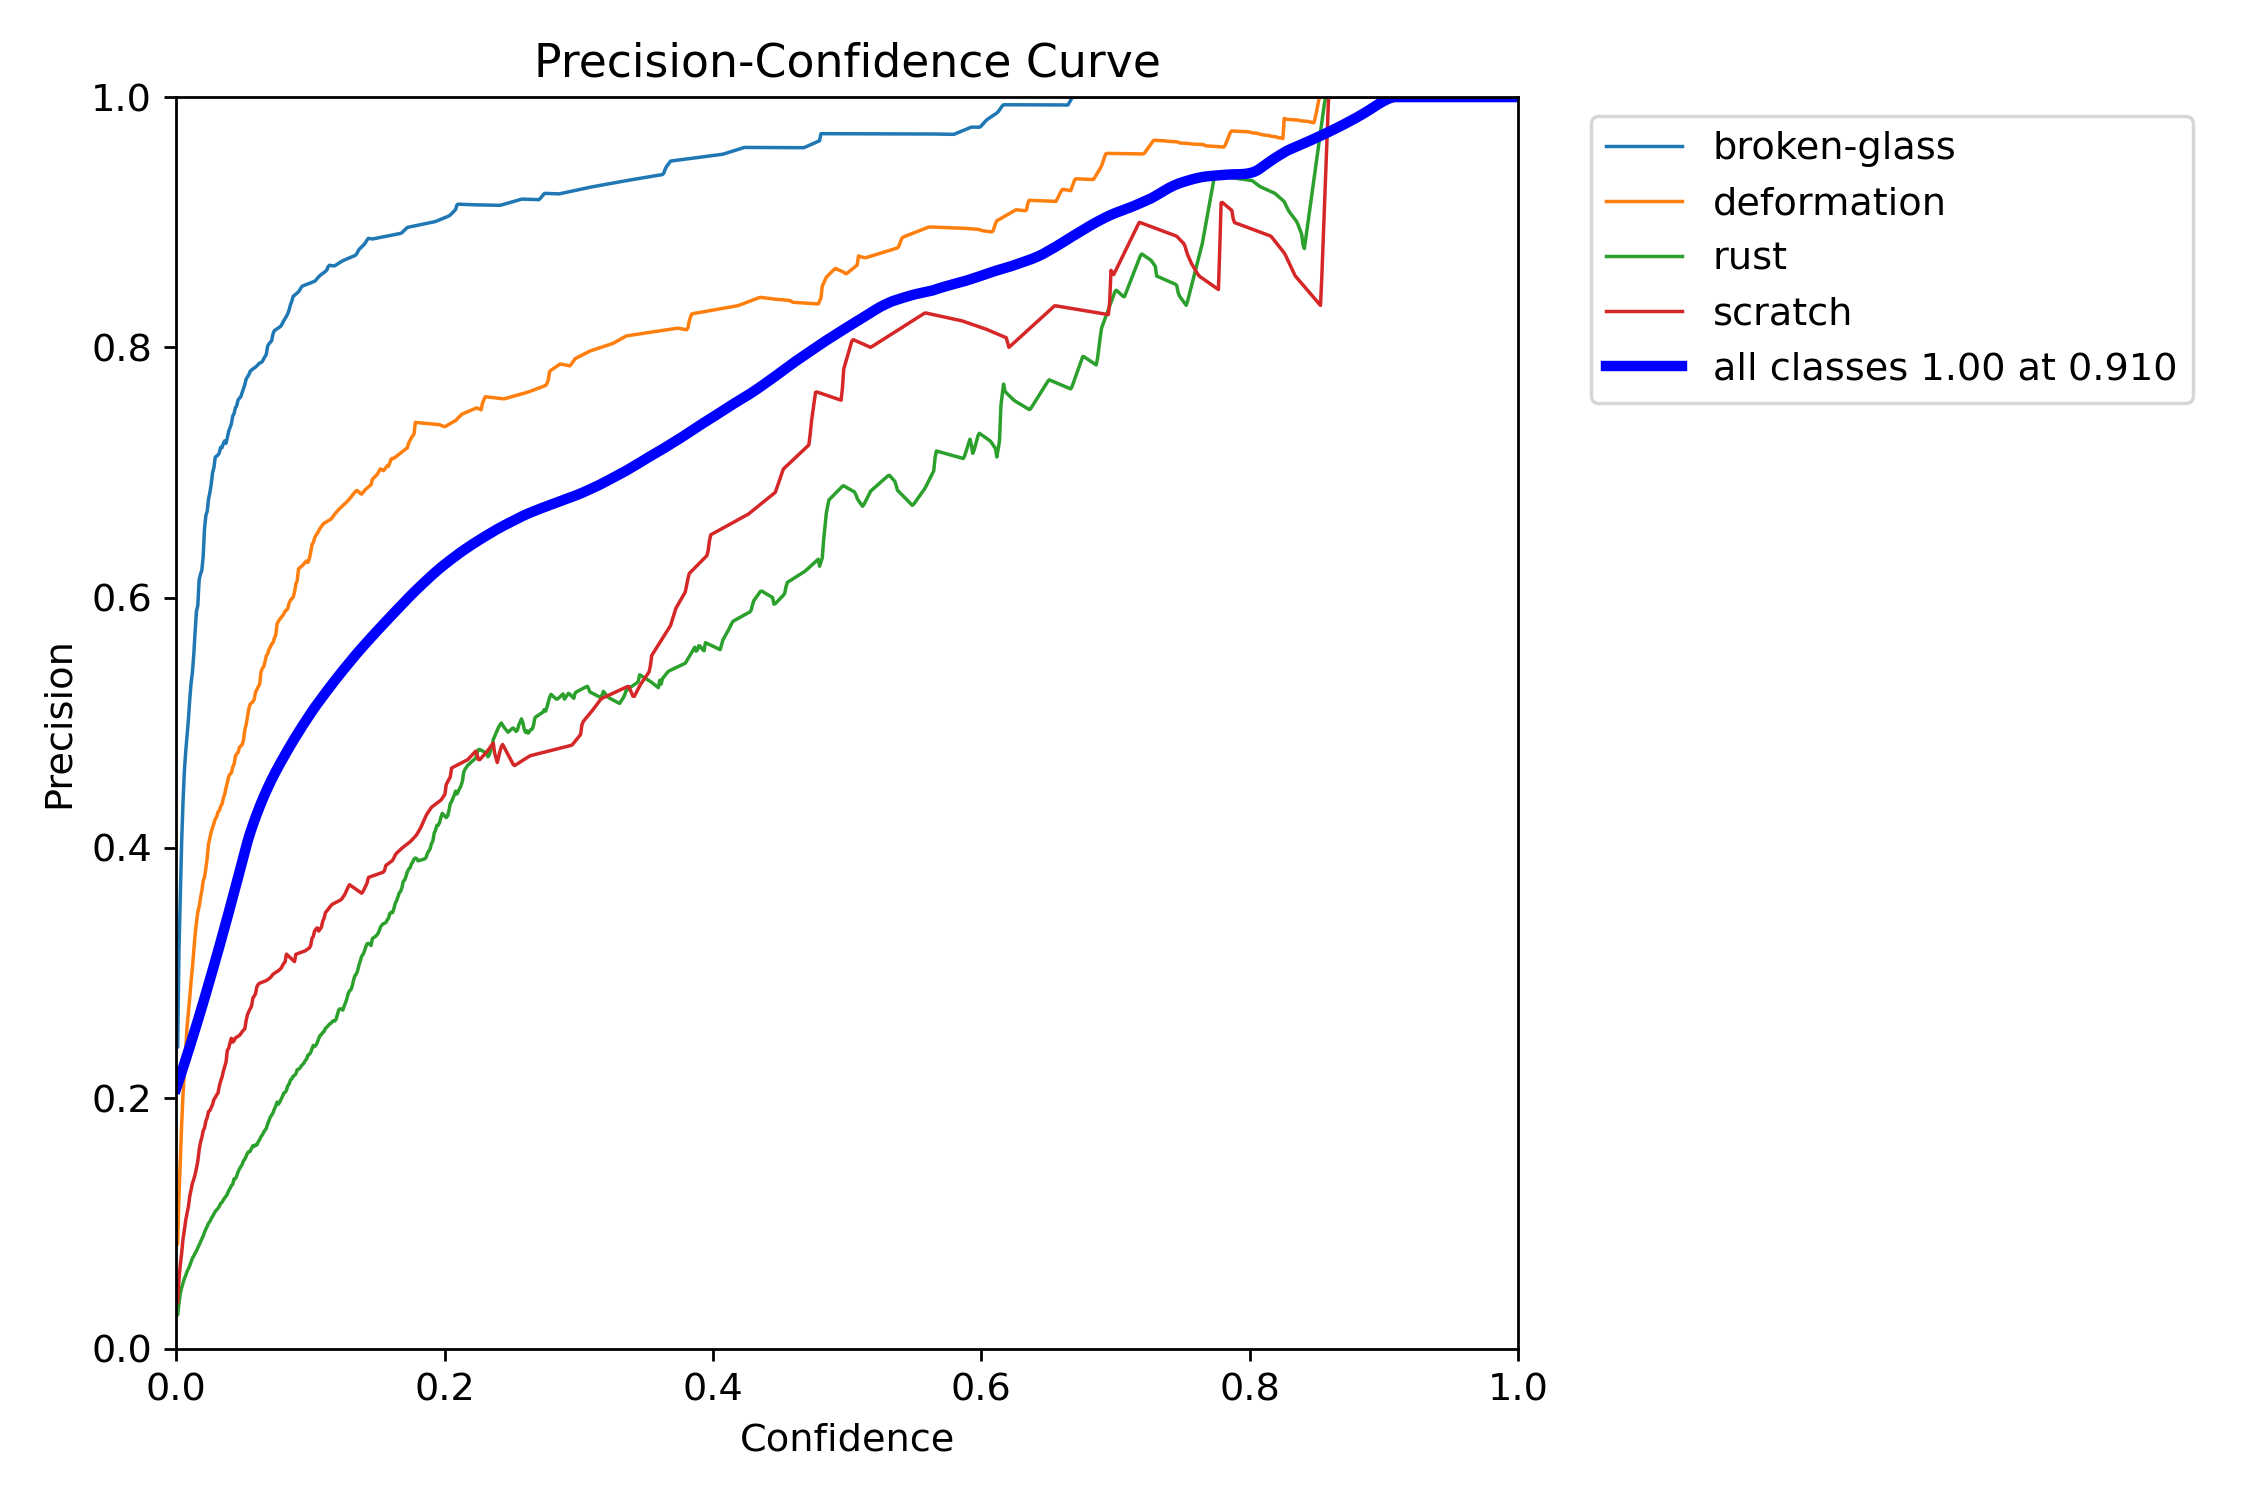 Precision-Confidence Curve
1.0
0.8
0.6
0.4
0.2
0.0
Precision
0.0 0.2 0.4 0.6 0.8 1.0
Confidence
broken-glass
deformation
rust
scratch
all classes 1.00 at 0.910